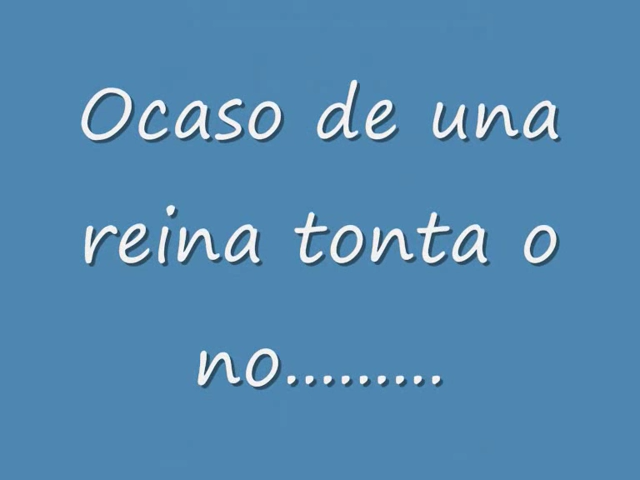 Ocaso de una
reina tonta o
no.........